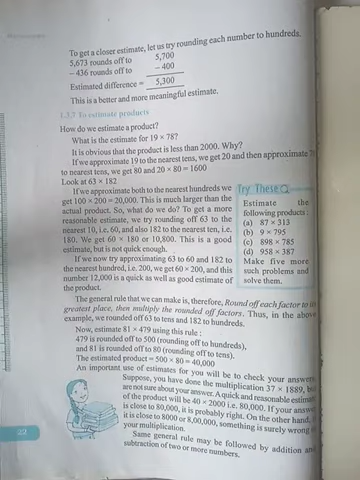 To get a closer estimate, let us try rounding each number to hundreds.
5,673 rounds off to 5,700
– 436 rounds off to – 400
Estimated difference = 5,300
This is a better and more meaningful estimate.
1.3.7 To estimate products
How do we estimate a product?
What is the estimate for 19 × 78?
It is obvious that the product is less than 2000. Why?
If we approximate 19 to the nearest tens, we get 20 and then approximate
to nearest tens, we get 80 and 20 × 80 = 1600
Look at 63 × 182
If we approximate both to the nearest hundreds we
get 100 × 200 = 20,000. This is much larger than the
actual product. So, what do we do? To get a more
reasonable estimate, we try rounding off 63 to the
nearest 10, i.e. 60, and also 182 to the nearest ten, i.e.
180. We get 60 × 180 or 10,800. This is a good
estimate, but is not quick enough.
If we now try approximating 63 to 60 and 182 to
the nearest hundred, i.e. 200, we get 60 × 200, and this
number 12,000 is a quick as well as good estimate of
the product.
Try These
Estimate the
following products :
(a) 87 × 313
(b) 9 × 795
(c) 898 × 785
(d) 958 × 387
Make five more
such problems and
solve them.
The general rule that we can make is, therefore, Round off each factor to its
greatest place, then multiply the rounded off factors. Thus, in the above
example, we rounded off 63 to tens and 182 to hundreds.
Now, estimate 81 × 479 using this rule :
479 is rounded off to 500 (rounding off to hundreds),
and 81 is rounded off to 80 (rounding off to tens).
The estimated product = 500 × 80 = 40,000
An important use of estimates for you will be to check your answers.
Suppose, you have done the multiplication 37 × 1889, but
are not sure about your answer. A quick and reasonable estimate
of the product will be 40 × 2000 i.e. 80,000. If your answer
is close to 80,000, it is probably right. On the other hand,
it is close to 8000 or 8,00,000, something is surely wrong
your multiplication.
Same general rule may be followed by addition and
subtraction of two or more numbers.
22